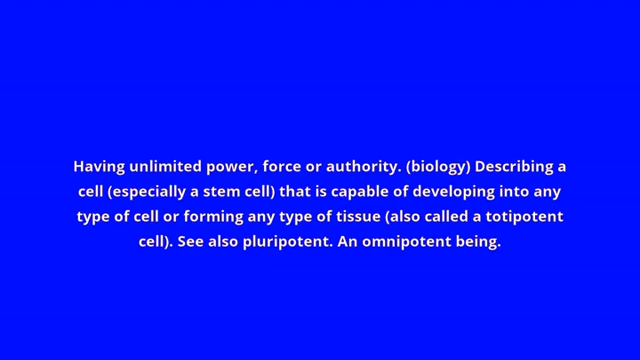 Having unlimited power, force or authority. (biology) Describing a
cell (especially a stem cell) that is capable of developing into any
type of cell or forming any type of tissue (also called a totipotent
cell). See also pluripotent. An omnipotent being.